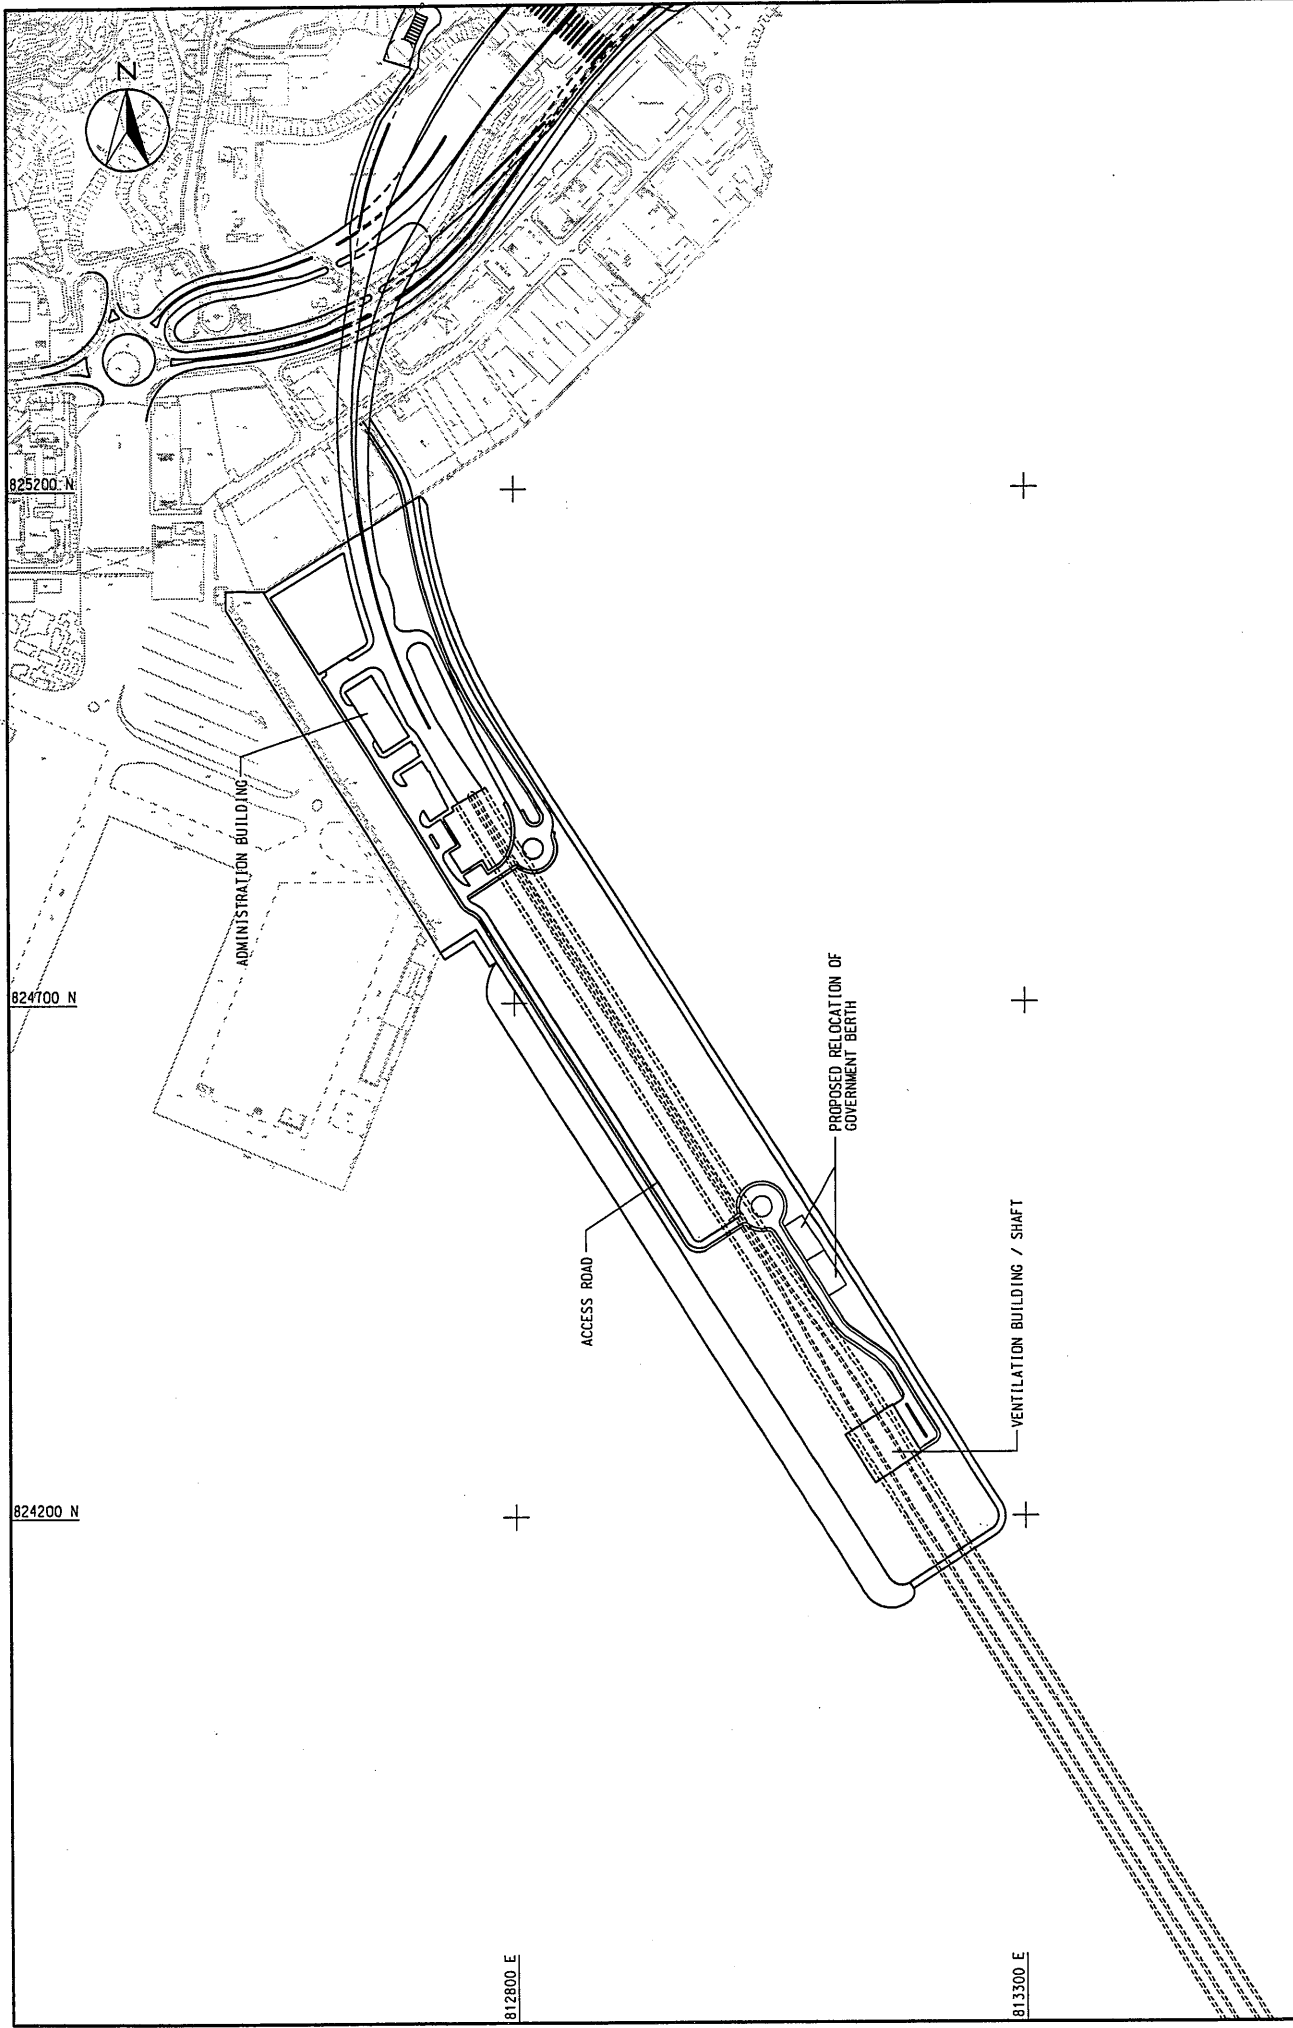 N
825200 N
ADMINISTRATION BUILDING
824700 N
PROPOSED RELOCATION OF
GOVERNMENT BERTH
ACCESS ROAD
VENTILATION BUILDING / SHAFT
824200 N
812800 E
813300 E